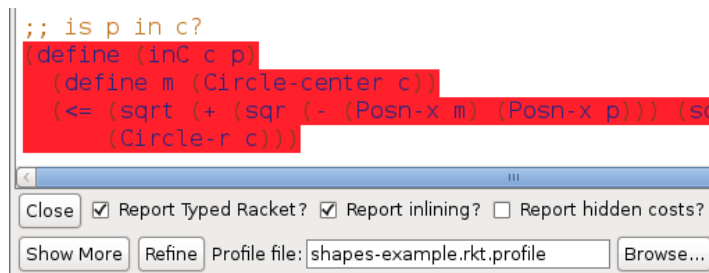 ;; is p in c?
(define (inC c p)
(define m (Circle-center c))
(<= (sqrt (+ (sqr (- (Posn-x m) (Posn-x p))) (s
(Circle-r c)))
Close Report Typed Racket? Report inlining? Report hidden costs?
Show More Refine Profile file: shapes-example.rkt.profile Browse...